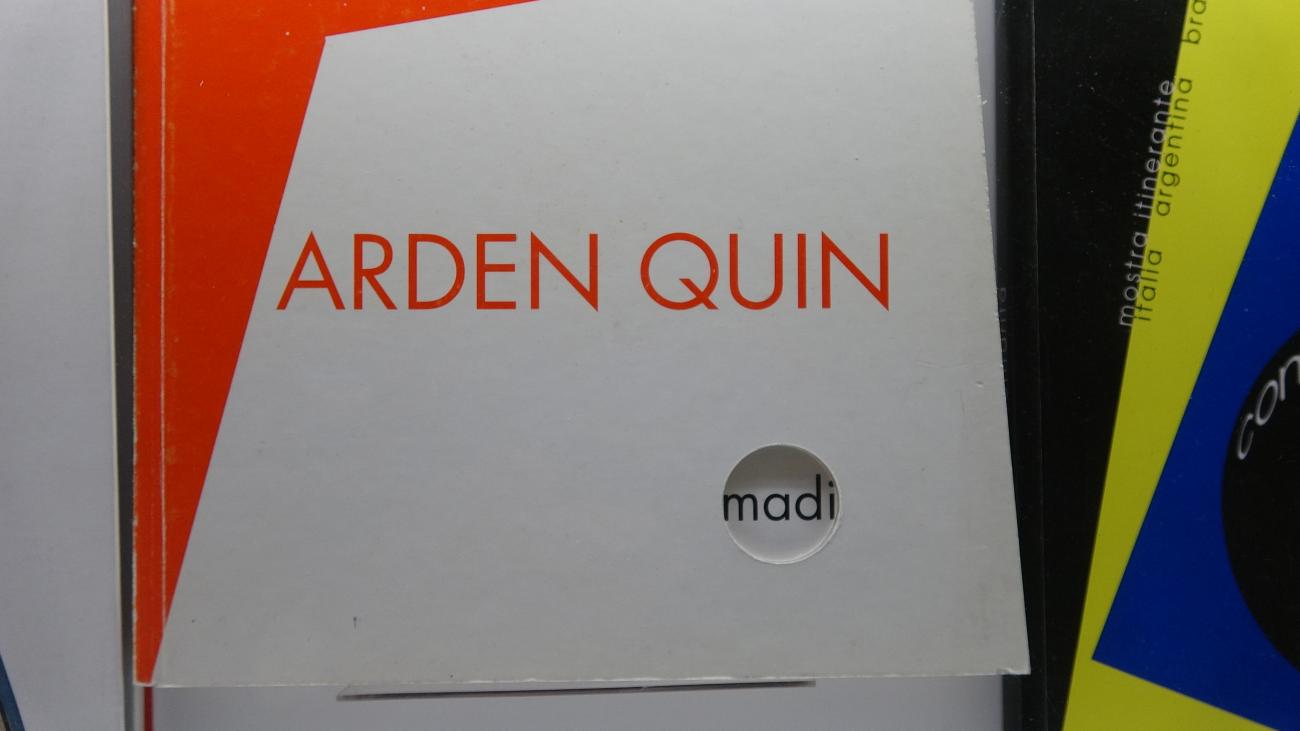 ARDEN QUIN
madi
mostra itinerante
italia argentina